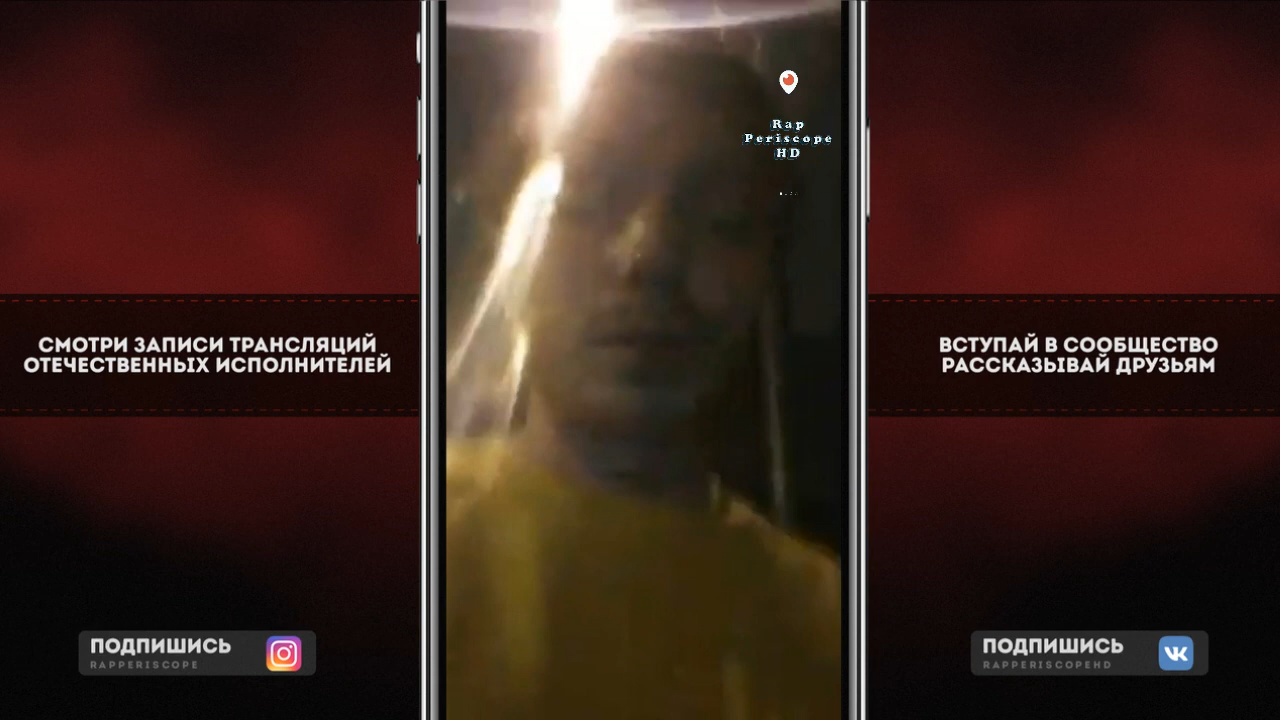 СМОТРИ ЗАПИСИ ТРАНСЛЯЦИЙ
ОТЕЧЕСТВЕННЫХ ИСПОЛНИТЕЛЕЙ
Rap
Periscope
HD
ВСТУПАЙ В СООБЩЕСТВО
РАССКАЗЫВАЙ ДРУЗЬЯМ
ПОДПИШИСЬ
RAPPERISCOPE
ПОДПИШИСЬ
RAPPERISCOPEHD